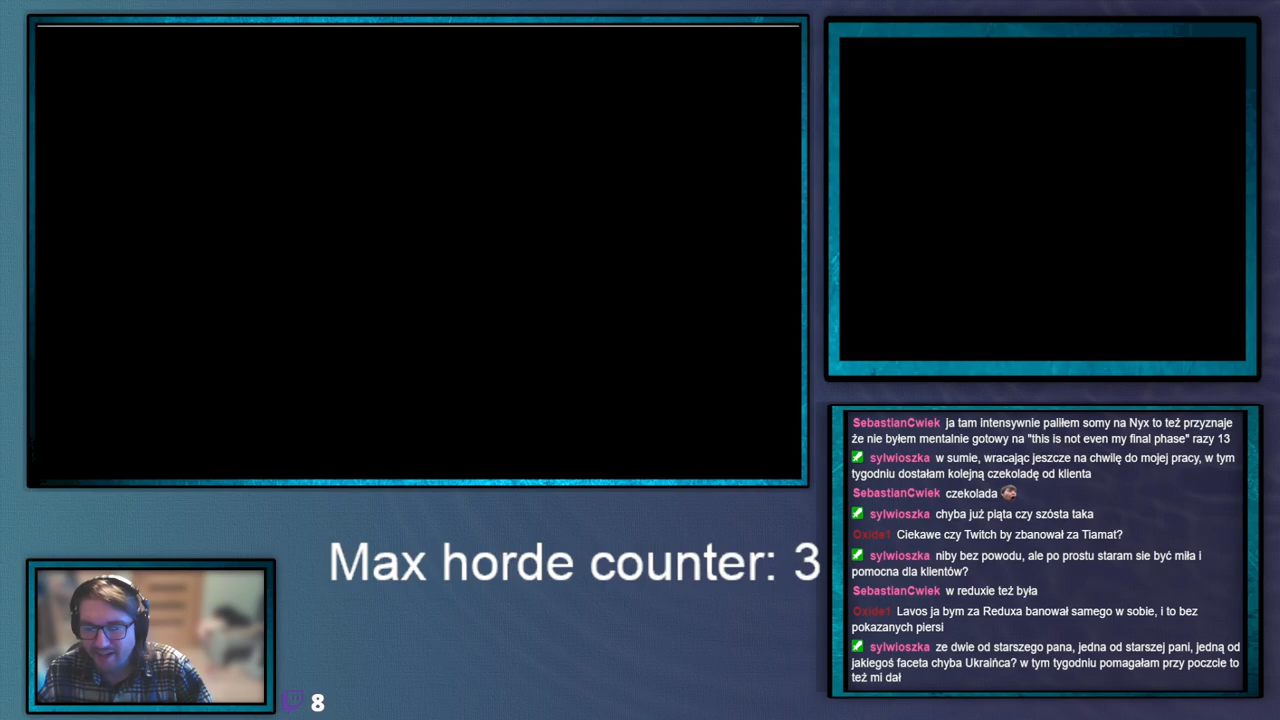 SebastianCwiek ja tam intensywnie paliłem somy na Nyx to też przyznaje
że nie byłem mentalnie gotowy na "this is not even my final phase" razy 13
sylwioszka w sumie, wracając jeszcze na chwilę do mojej pracy, w tym
tygodniu dostałam kolejną czekoladę od klienta
SebastianCwiek czekolada
sylwioszka chyba już piąta czy szósta taka
Oxide1 Ciekawe czy Twitch by zbanował za Tiamat?
sylwioszka niby bez powodu, ale po prostu staram sie być miła i
pomocna dla klientów?
SebastianCwiek w reduxie też była
Oxide1 Lavos ja bym za Reduxa banował samego w sobie, i to bez
pokazanych piersi
sylwioszka ze dwie od starszego pana, jedna od starszej pani, jedną od
jakiegoś faceta chyba Ukraińca? w tym tygodniu pomagałam przy poczcie to
też mi dał
Max horde counter: 3
8